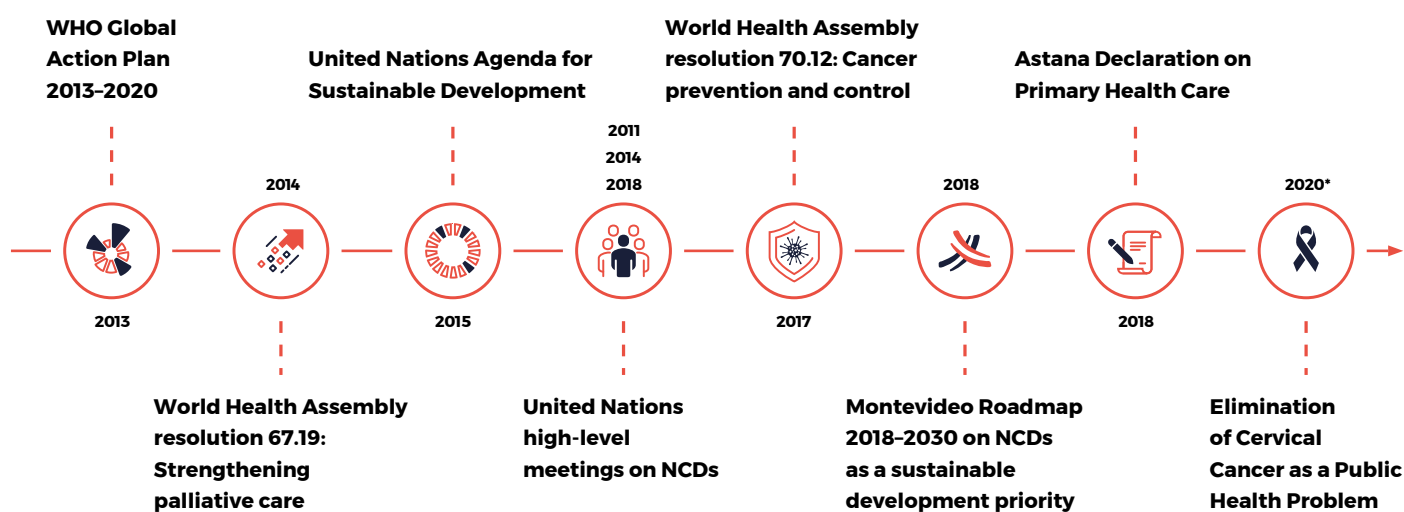 WHO Global
Action Plan
2013–2020
2013
2014
World Health Assembly
resolution 67.19:
Strengthening
palliative care
United Nations Agenda for
Sustainable Development
2015
2011
2014
2018
United Nations
high-level
meetings on NCDs
World Health Assembly
resolution 70.12: Cancer
prevention and control
2017
2018
Montevideo Roadmap
2018–2030 on NCDs
as a sustainable
development priority
Astana Declaration on
Primary Health Care
2018
2020*
Elimination
of Cervical
Cancer as a Public
Health Problem